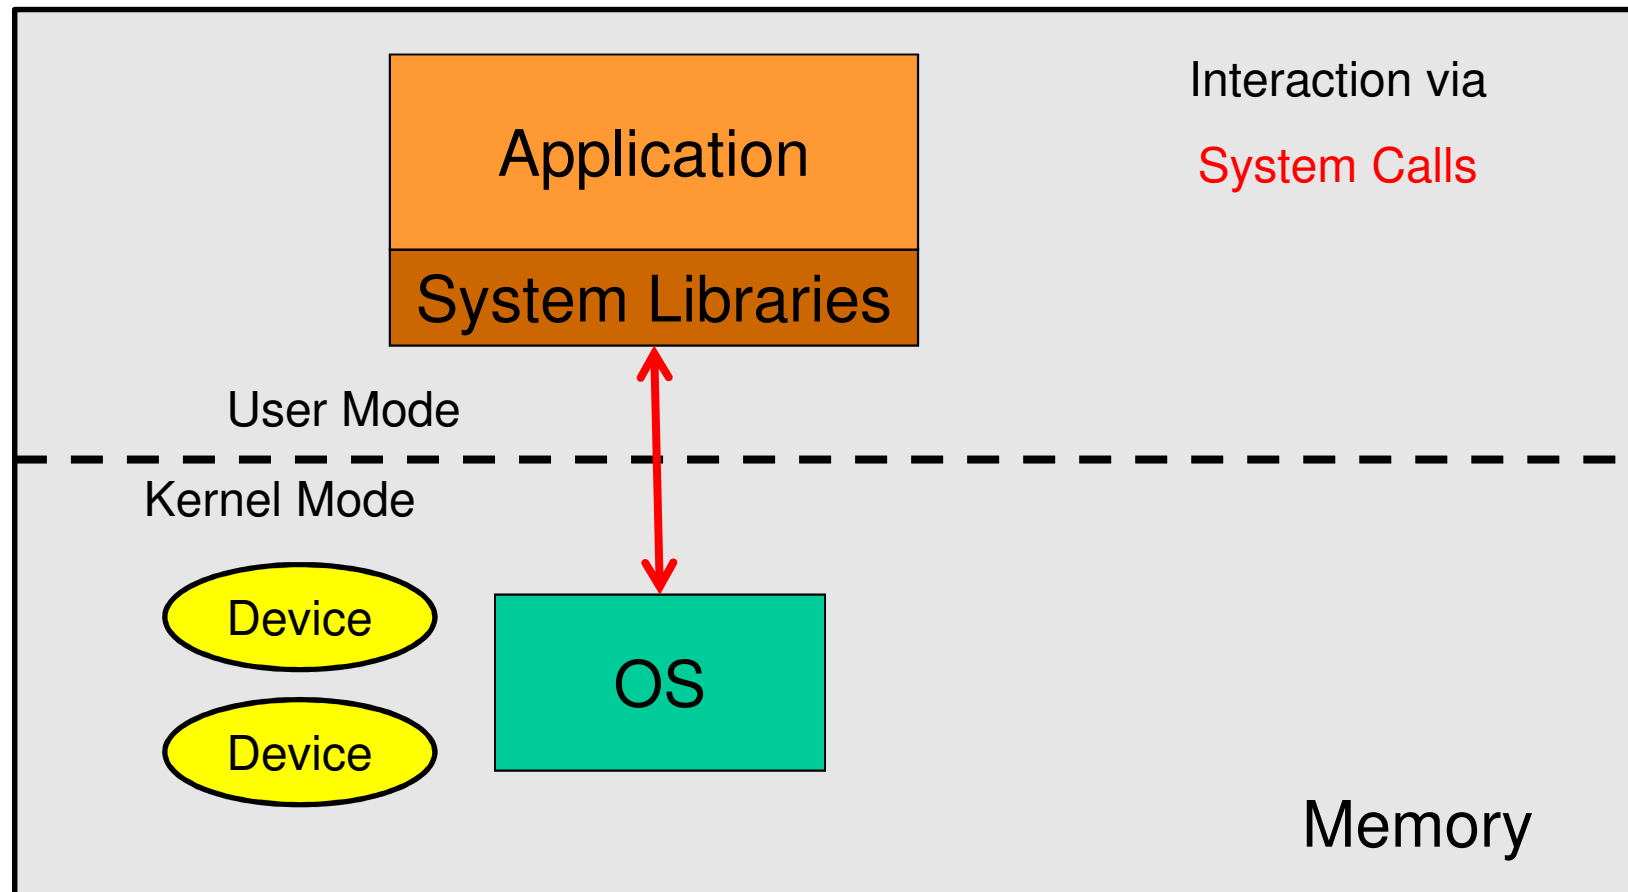 Interaction via
Application
System Calls
System Libraries
User Mode
Kernel Mode
Device
OS
Device
Memory